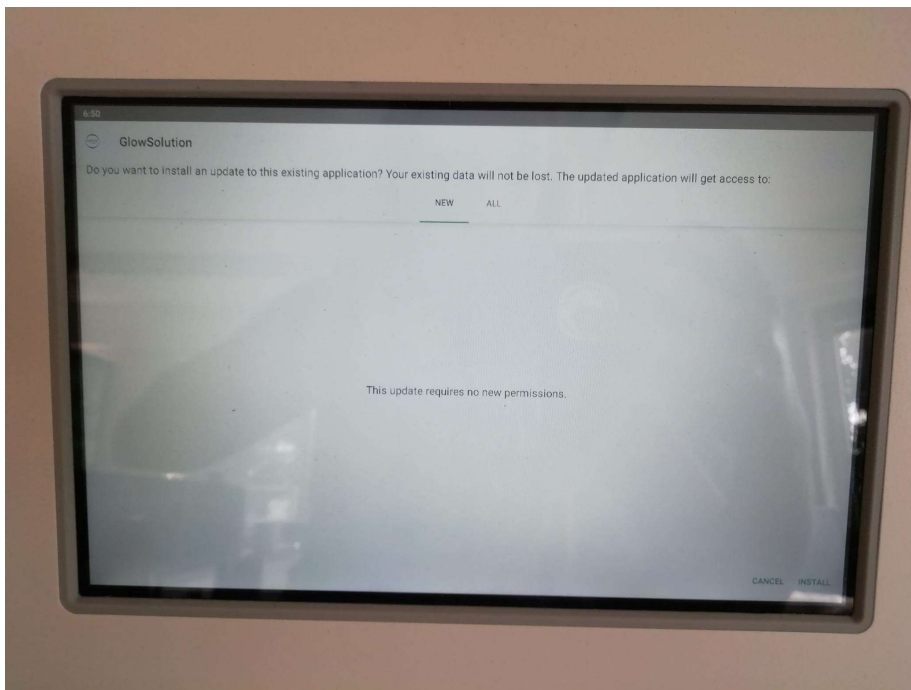 6:50
GlowSolution
Do you want to install an update to this existing application? Your existing data will not be lost. The updated application will get access to:
NEW ALL
This update requires no new permissions.
CANCEL INSTALL